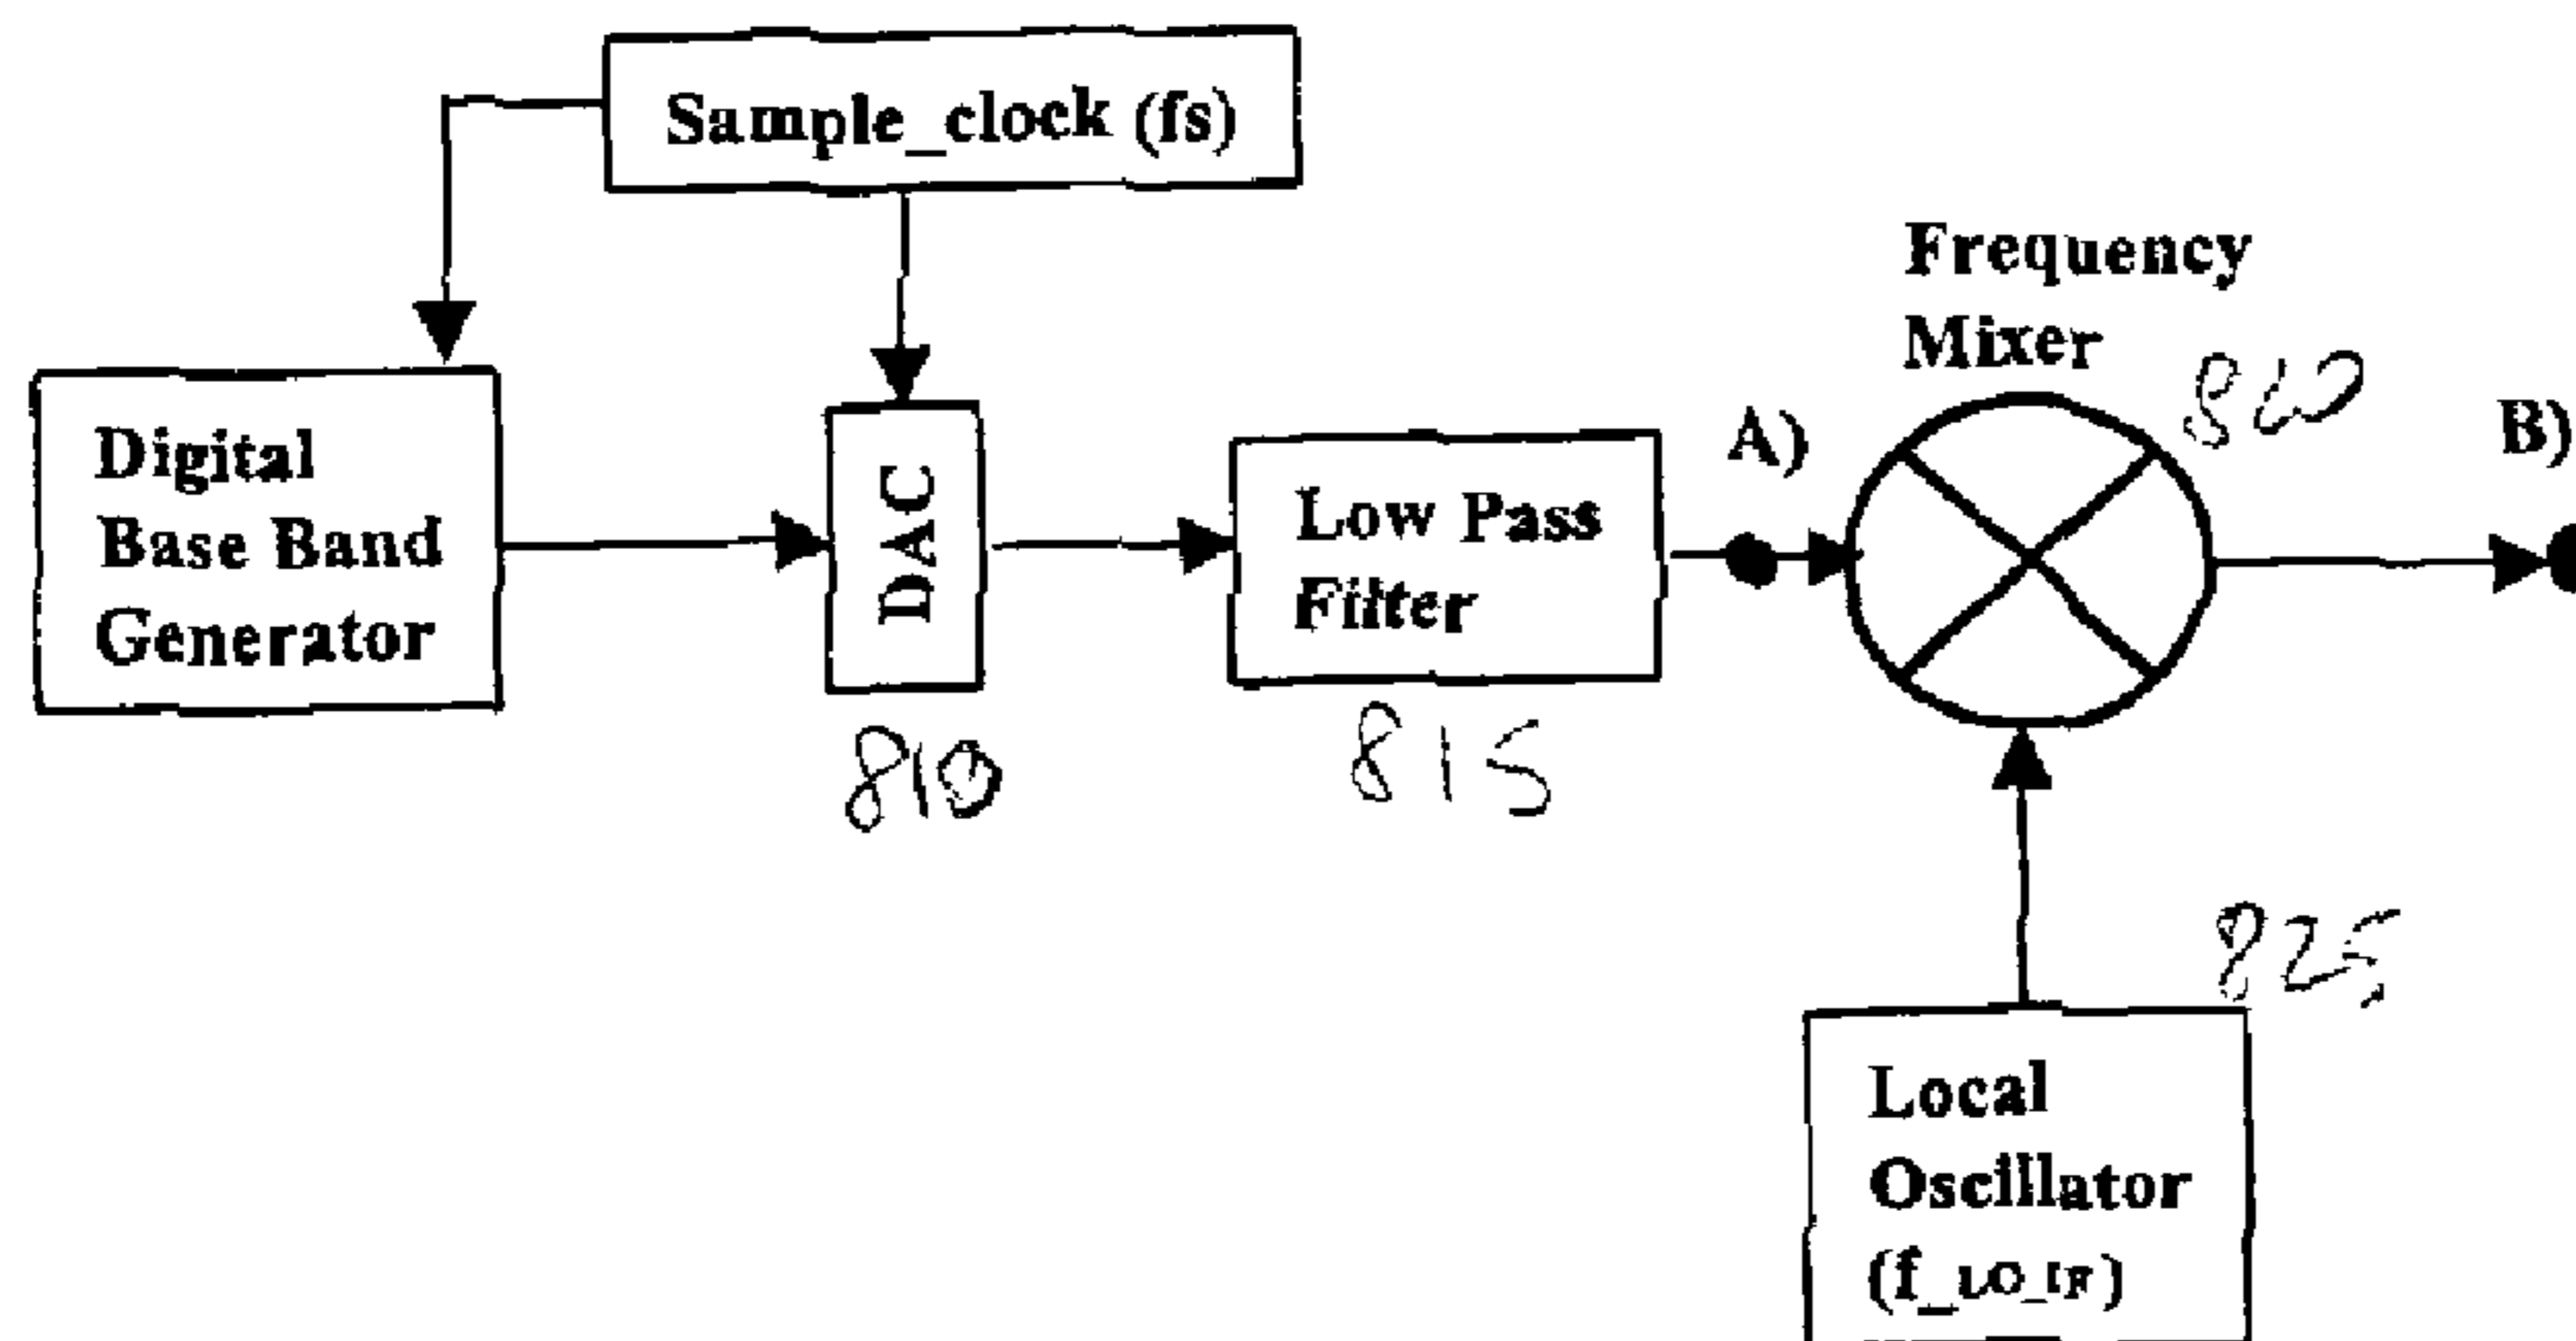 Sample_clock (fs)
Frequency
Mixer
A)
B)
Digital
Base Band
Generator
DAC
Low Pass
Filter
810
815
825
Local
Oscillator
(f_LO_IF)